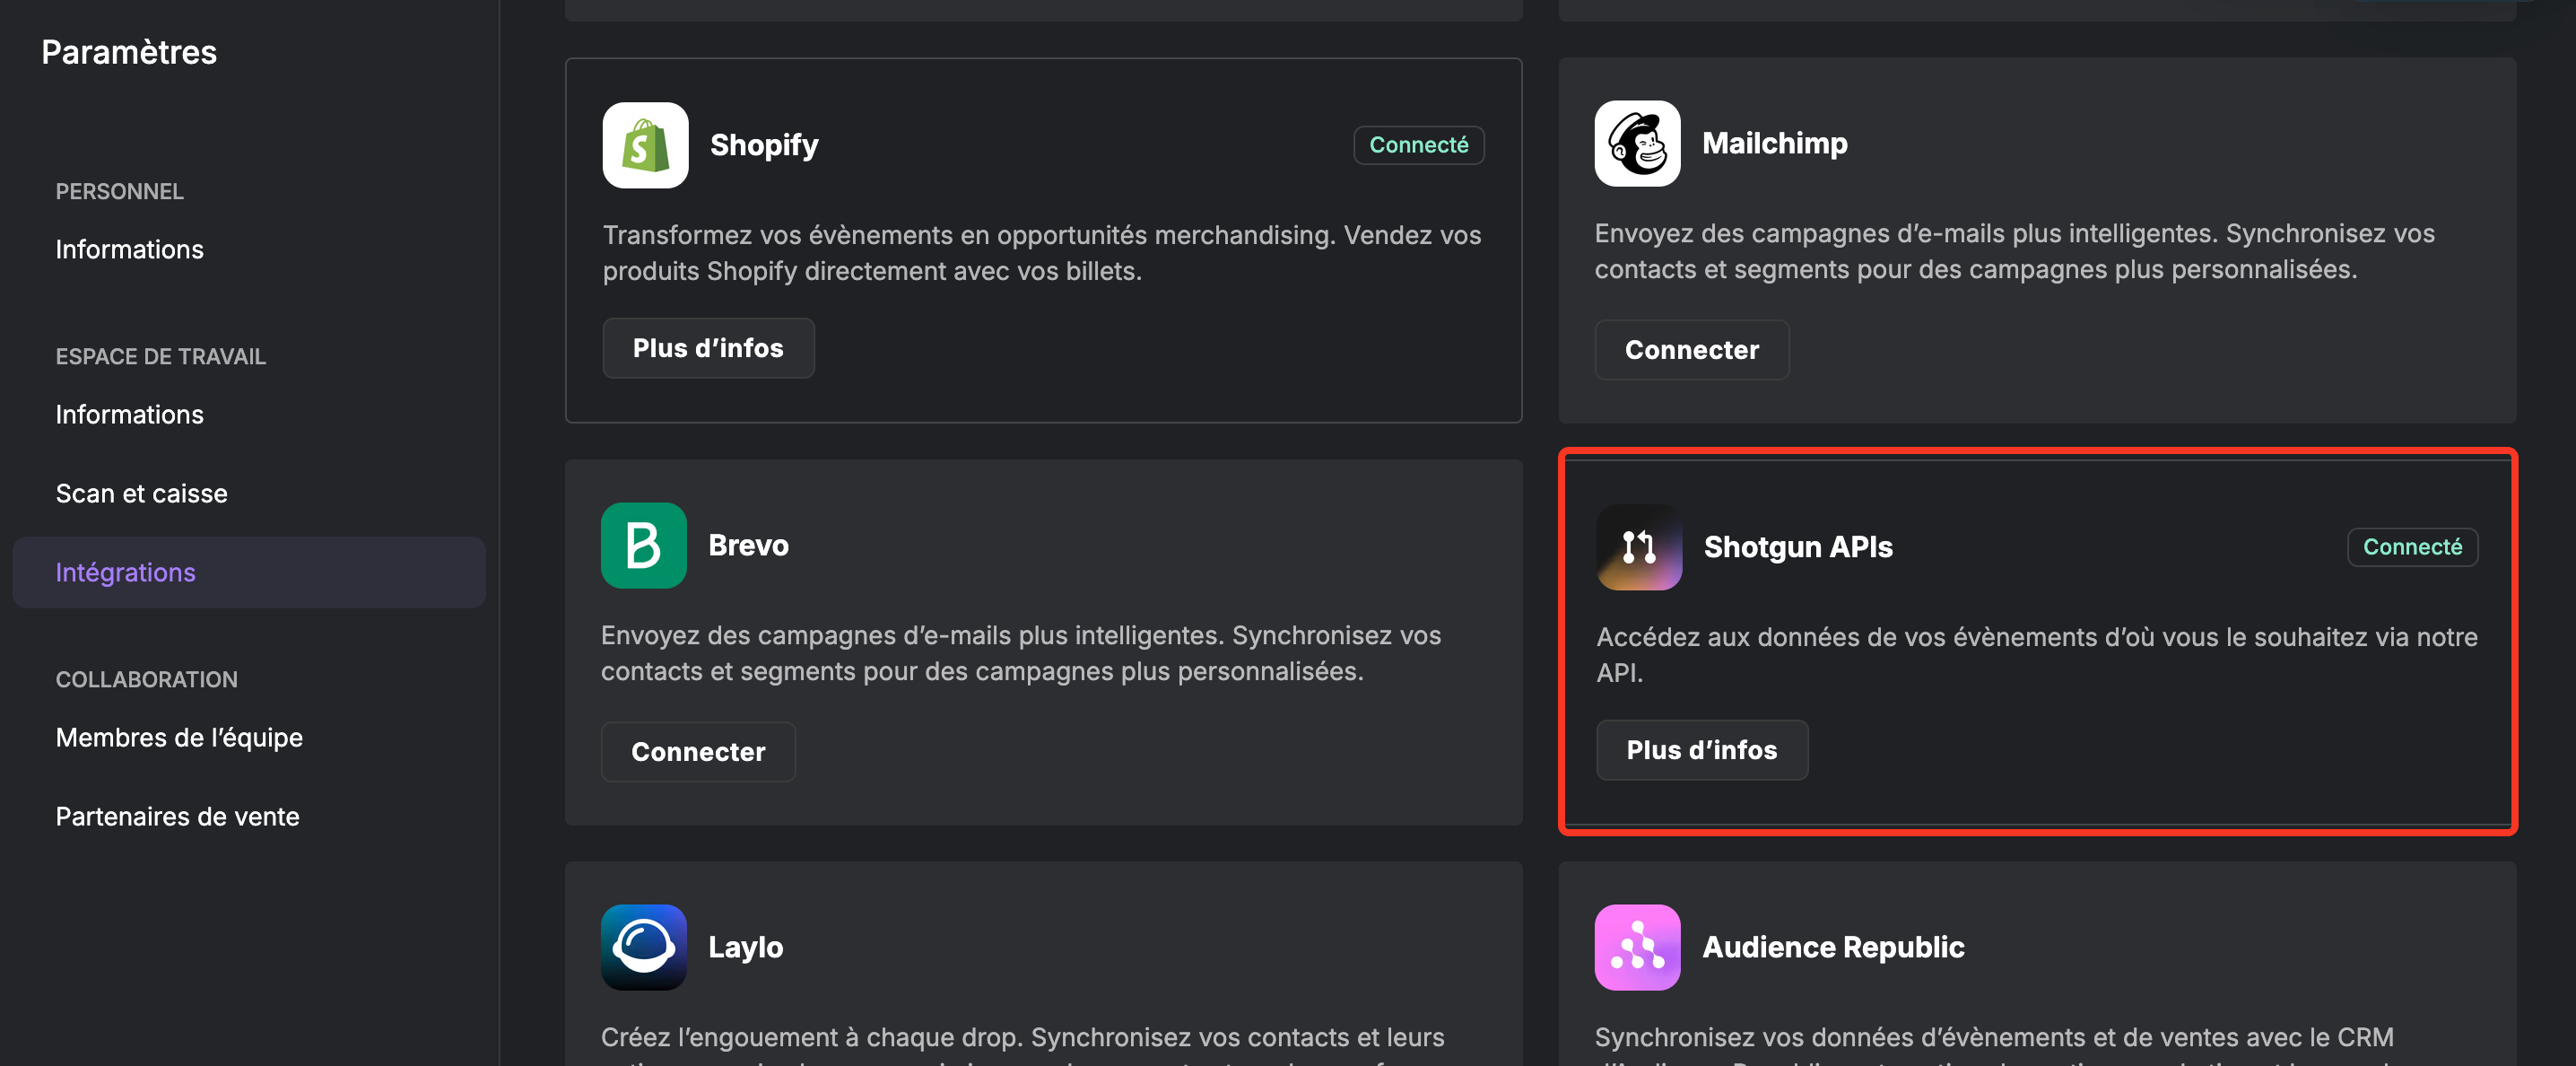 Paramètres
PERSONNEL
Informations
ESPACE DE TRAVAIL
Informations
Scan et caisse
Intégrations
COLLABORATION
Membres de l’équipe
Partenaires de vente
Shopify
Connecté
Transformez vos évènements en opportunités merchandising. Vendez vos
produits Shopify directement avec vos billets.
Plus d’infos
Mailchimp
Envoyez des campagnes d’e-mails plus intelligentes. Synchronisez vos
contacts et segments pour des campagnes plus personnalisées.
Connecter
B
Brevo
Envoyez des campagnes d’e-mails plus intelligentes. Synchronisez vos
contacts et segments pour des campagnes plus personnalisées.
Connecter
Shotgun APIs
Connecté
Accédez aux données de vos évènements d’où vous le souhaitez via notre
API.
Plus d’infos
Laylo
Créez l’engouement à chaque drop. Synchronisez vos contacts et leurs
Audience Republic
Synchronisez vos données d’évènements et de ventes avec le CRM